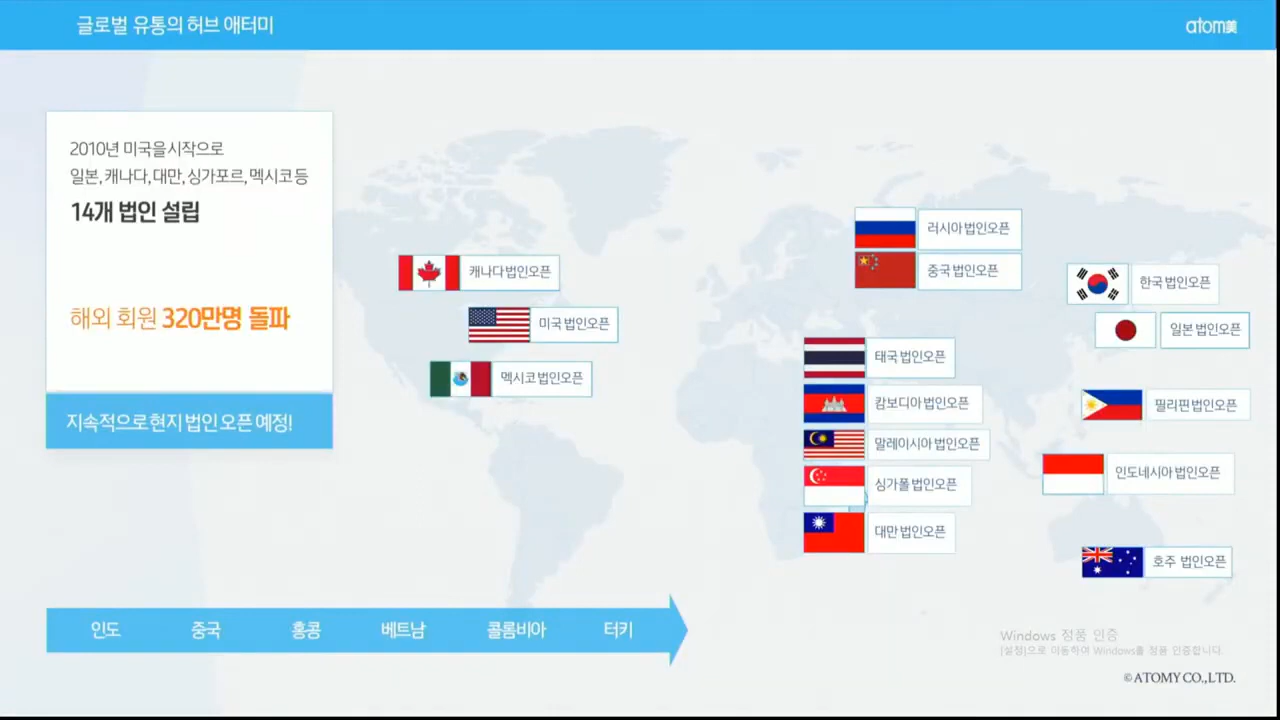 글로벌 유통의 허브 애터미
atom美
2010년 미국을시작으로
일본, 캐나다, 대만, 싱가포르, 멕시코 등
14개 법인 설립
해외 회원 320만명 돌파
지속적으로 현지 법인 오픈 예정!
캐나다법인오픈
미국 법인오픈
멕시코법인오픈
러시아법인오픈
중국 법인오픈
한국 법인오픈
일본 법인오픈
태국 법인오픈
캄보디아 법인오픈
말레이시아 법인오픈
싱가폴 법인오픈
대만 법인오픈
필리핀 법인오픈
인도네시아 법인오픈
호주 법인오픈
인도 중국 홍콩 베트남 콜롬비아 터키
Windows 정품 인증
[설정]으로 이동하여 Windows를 정품 인증합니다.
© ATOMY CO., LTD.